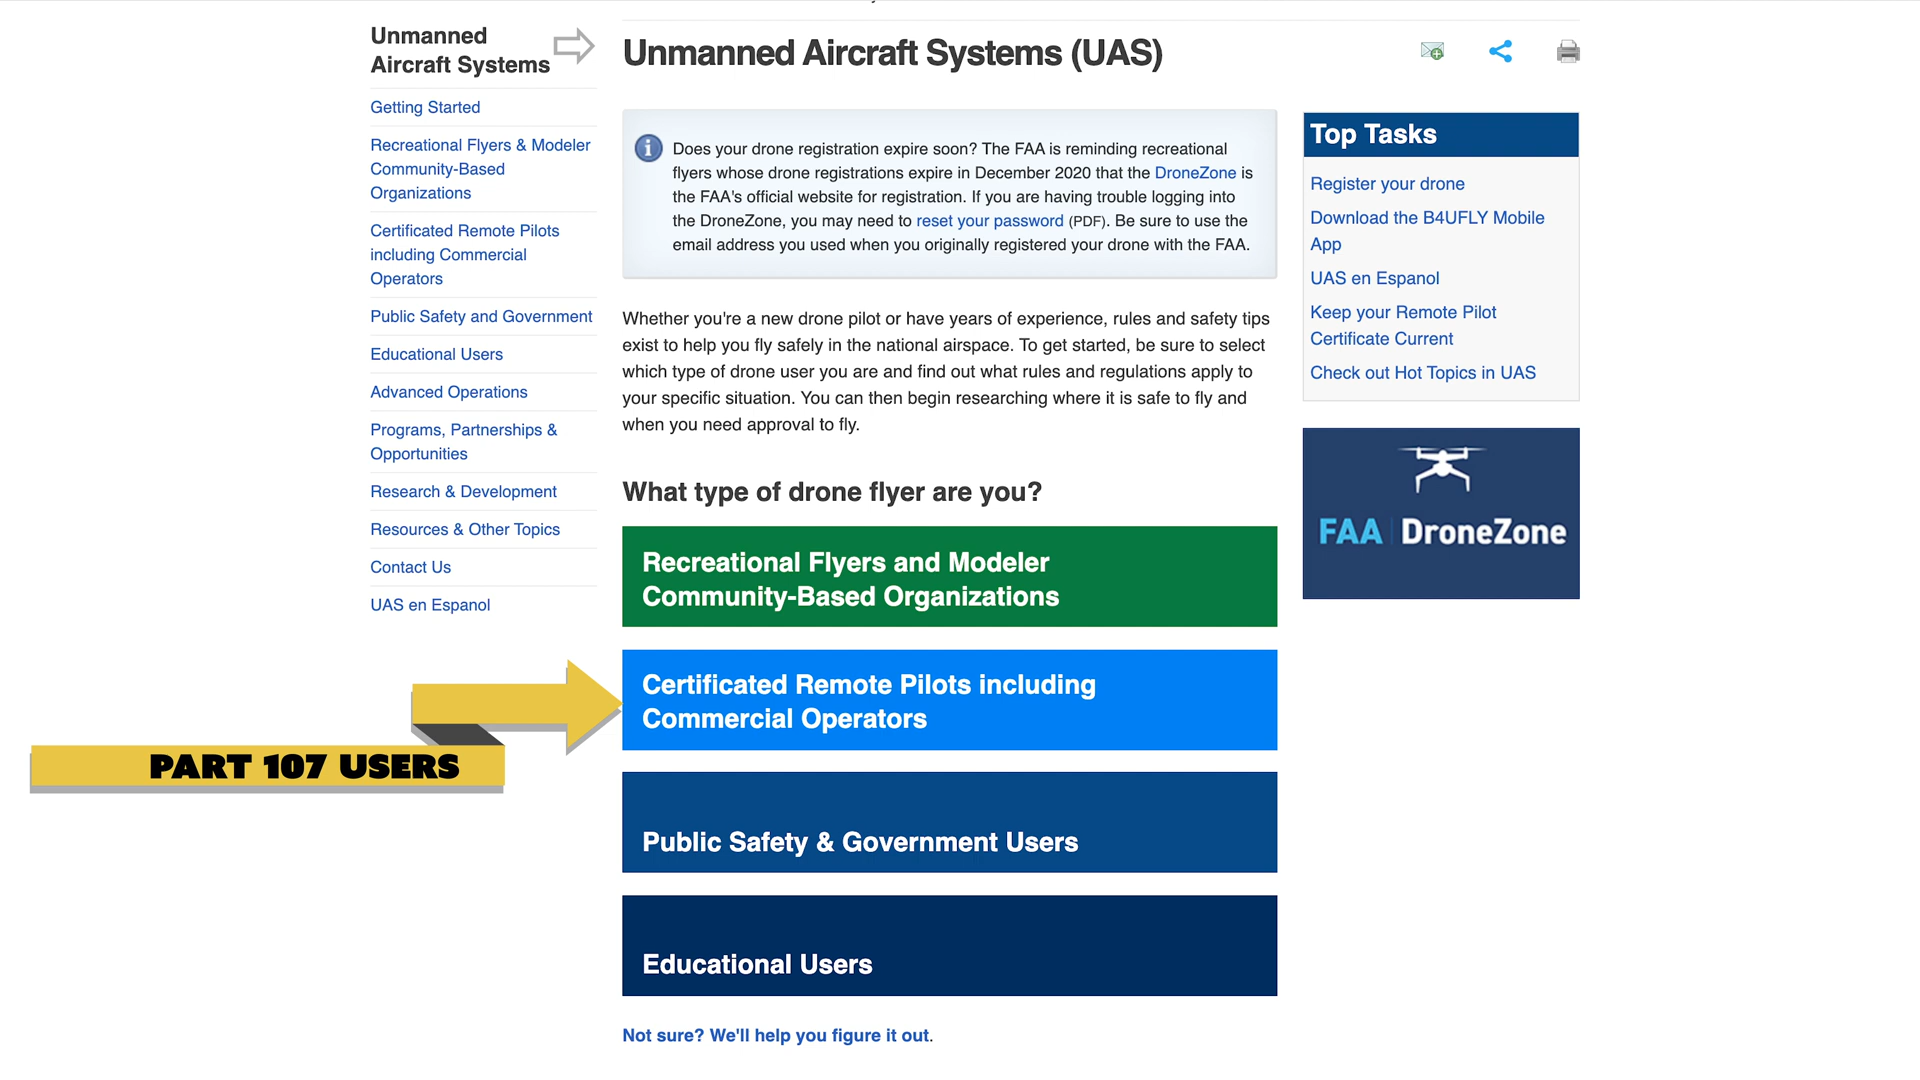 Unmanned
Aircraft Systems
Getting Started
Recreational Flyers & Modeler
Community-Based
Organizations
Certificated Remote Pilots
including Commercial
Operators
Public Safety and Government
Educational Users
Advanced Operations
Programs, Partnerships &
Opportunities
Research & Development
Resources & Other Topics
Contact Us
UAS en Espanol
Unmanned Aircraft Systems (UAS)
Does your drone registration expire soon? The FAA is reminding recreational
flyers whose drone registrations expire in December 2020 that the DroneZone is
the FAA's official website for registration. If you are having trouble logging into
the DroneZone, you may need to reset your password (PDF). Be sure to use the
email address you used when you originally registered your drone with the FAA.
Whether you're a new drone pilot or have years of experience, rules and safety tips
exist to help you fly safely in the national airspace. To get started, be sure to select
which type of drone user you are and find out what rules and regulations apply to
your specific situation. You can then begin researching where it is safe to fly and
when you need approval to fly.
What type of drone flyer are you?
Recreational Flyers and Modeler
Community-Based Organizations
Certificated Remote Pilots including
Commercial Operators
PART 107 USERS
Public Safety & Government Users
Educational Users
Not sure? We'll help you figure it out.
Top Tasks
Register your drone
Download the B4UFLY Mobile
App
UAS en Espanol
Keep your Remote Pilot
Certificate Current
Check out Hot Topics in UAS
FAA DroneZone